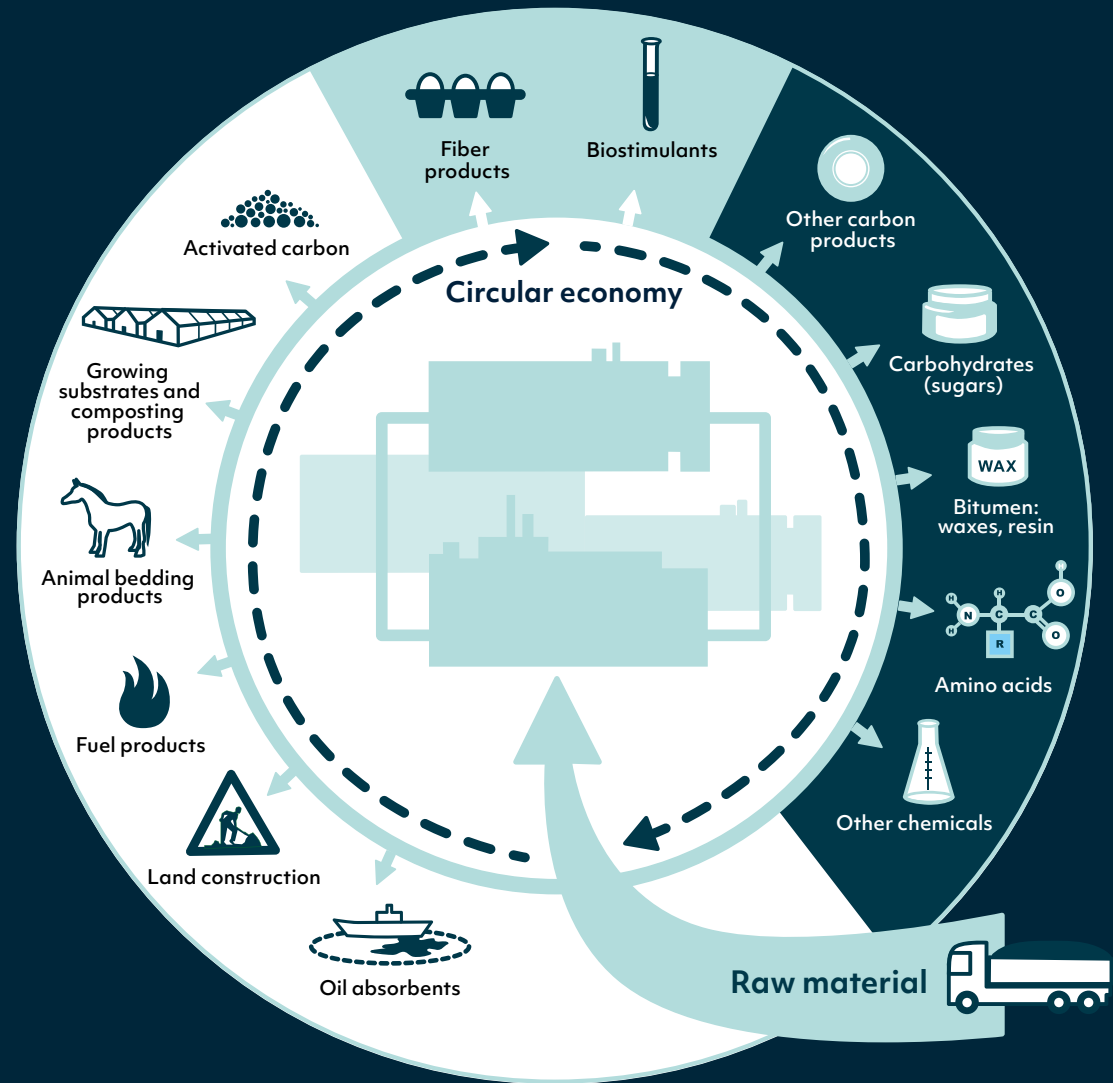 Fiber
products
Biostimulants
Other carbon
products
Carbohydrates
(sugars)
WAX
Bitumen:
waxes, resin
H
O
H
H
N
C
C
H
R
O
Amino acids
Other chemicals
Raw material
Oil absorbents
Land construction
Fuel products
Animal bedding
products
Growing
substrates and
composting
products
Activated carbon
Circular economy